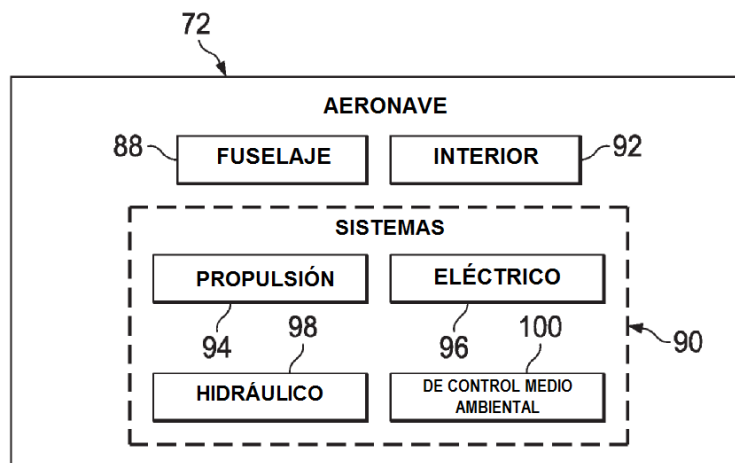 72
AERONAVE
88
FUSELAJE
INTERIOR
92
SISTEMAS
PROPULSIÓN
ELÉCTRICO
94
98
96
100
90
HIDRÁULICO
DE CONTROL MEDIO
AMBIENTAL